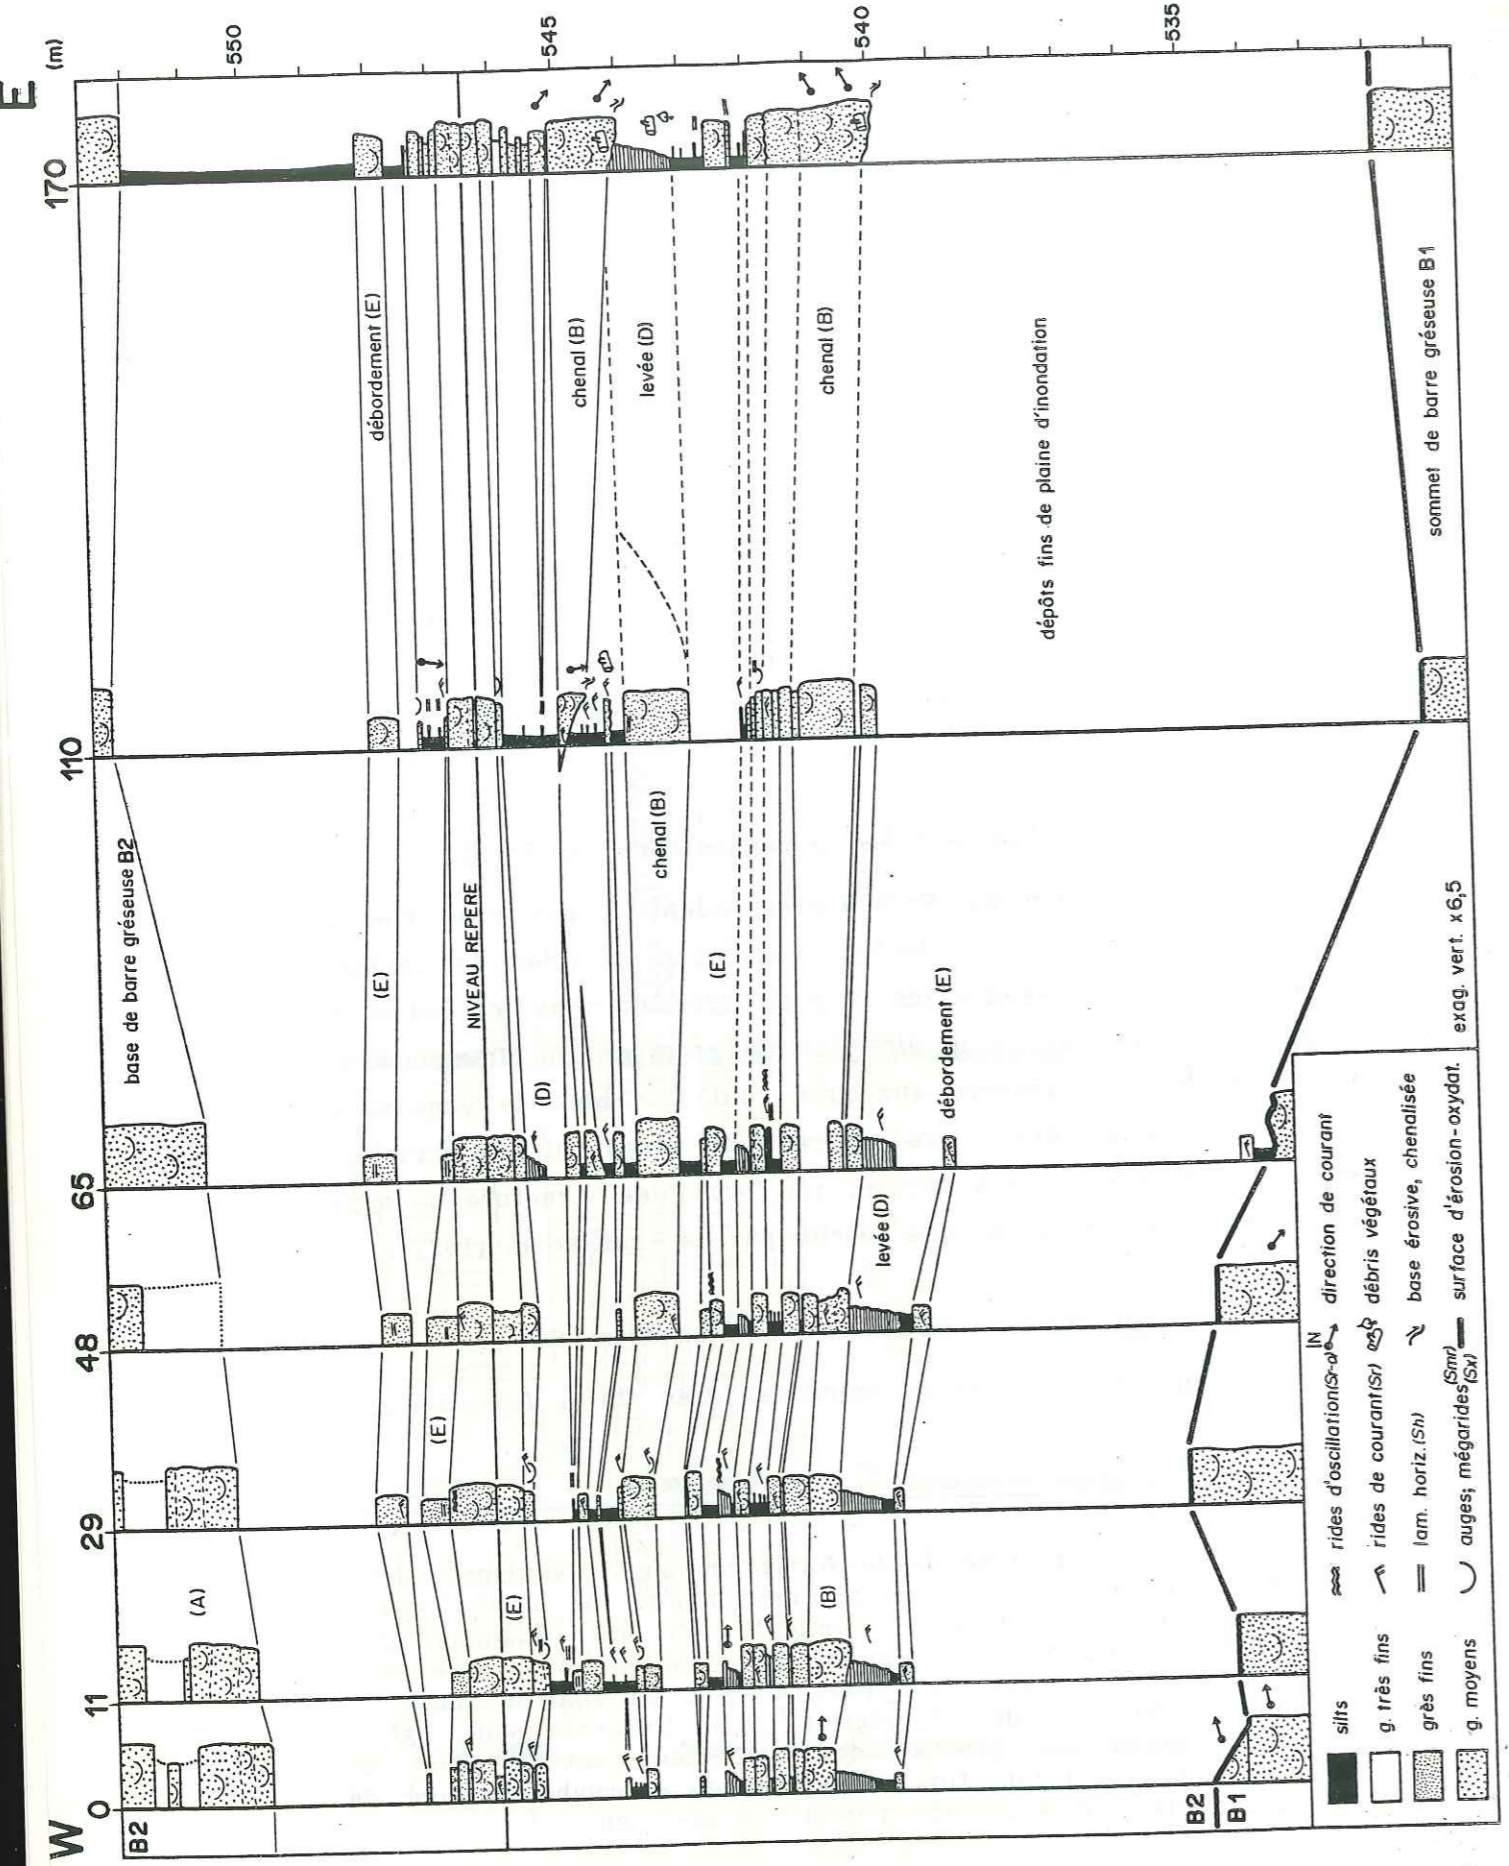 W
E
0
11
29
48
65
110
170
(m)
550
545
540
535
B2
(A)
base de barre gréseuse B2
(E)
(E)
(E)
débordement (E)
NIVEAU REPERE
(D)
chenal (B)
levée (D)
chenal (B)
(E)
chenal (B)
(B)
levée (D)
débordement (E)
dépôts fins de plaine d'inondation
sommet de barre gréseuse B1
B2
B1
silts
g. très fins
grès fins
g. moyens
rides d'oscillation (Sr-o)
rides de courant (Sr)
lam. horiz. (Sh)
auges; mégarides (Smr) (Sx)
N
direction de courant
débris végétaux
base érosive, chenalisée
surface d'érosion-oxydat.
exag. vert. x6,5